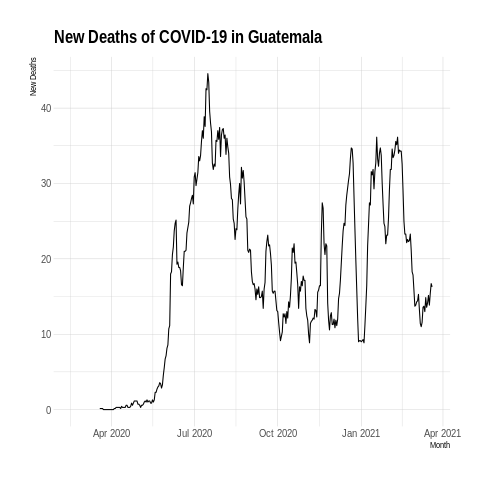 New Deaths of COVID-19 in Guatemala
New Deaths
40
30
20
10
0
Apr 2020 Jul 2020 Oct 2020 Jan 2021 Apr 2021
Month